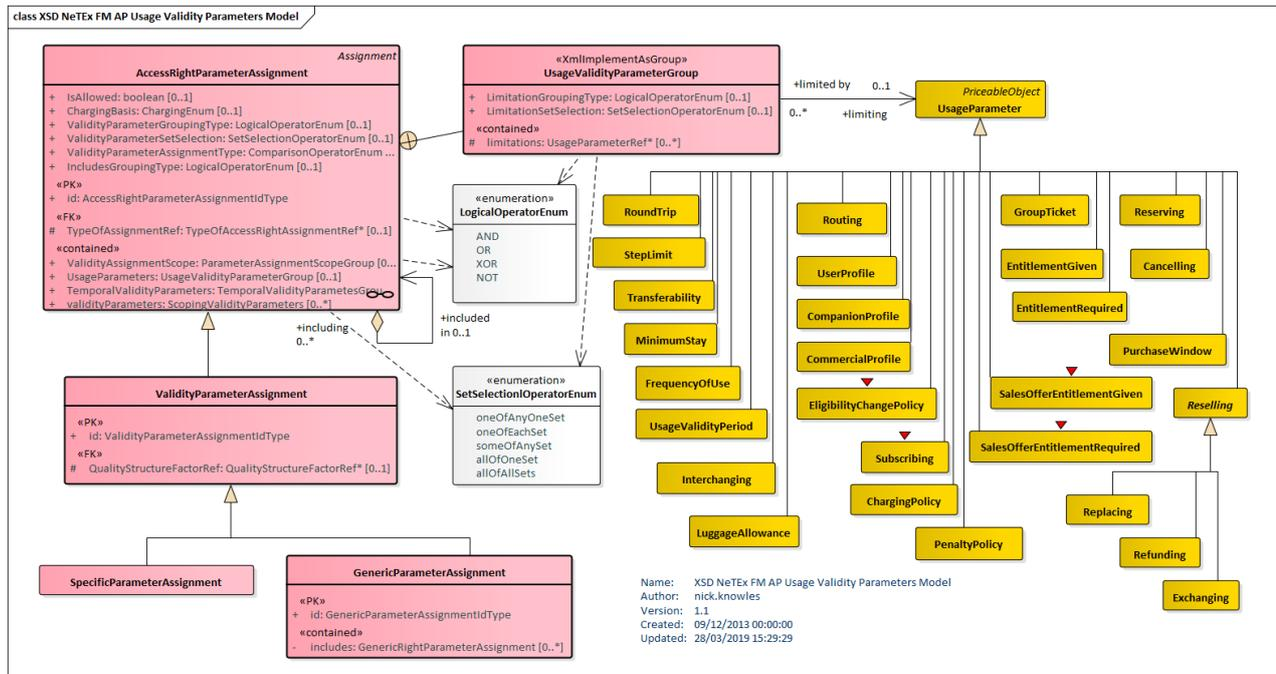 class XSD NeTEx FM AP Usage Validity Parameters Model
Assignment
AccessRightParameterAssignment
+ IsAllowed: boolean [0..1]
+ ChargingBasis: ChargingEnum [0..1]
+ ValidityParameterGroupingType: LogicalOperatorEnum [0..1]
+ ValidityParameterSetSelection: SetSelectionOperatorEnum [0..1]
+ ValidityParameterAssignmentType: ComparisonOperatorEnum ...
+ IncludesGroupingType: LogicalOperatorEnum [0..1]
«PK»
+ id: AccessRightParameterAssignmentIdType
«FK»
# TypeOfAssignmentRef: TypeOfAccessRightAssignmentRef* [0..1]
«contained»
+ ValidityAssignmentScope: ParameterAssignmentScopeGroup [0...
+ UsageParameters: UsageValidityParameterGroup [0..1]
+ TemporalValidityParameters: TemporalValidityParametesGrou
+ validityParameters: ScopingValidityParameters [0..*]
+including
0..*
+included
in 0..1
«XmlImplementAsGroup»
UsageValidityParameterGroup
+ LimitationGroupingType: LogicalOperatorEnum [0..1]
+ LimitationSetSelection: SetSelectionOperatorEnum [0..1]
«contained»
# limitations: UsageParameterRef* [0..*]
+limited by 0..1
0..* +limiting
PriceableObject
UsageParameter
«enumeration»
LogicalOperatorEnum
AND
OR
XOR
NOT
«enumeration»
SetSelectionlOperatorEnum
oneOfAnyOneSet
oneOfEachSet
someOfAnySet
allOfOneSet
allOfAllSets
ValidityParameterAssignment
«PK»
+ id: ValidityParameterAssignmentIdType
«FK»
# QualityStructureFactorRef: QualityStructureFactorRef* [0..1]
SpecificParameterAssignment
GenericParameterAssignment
«PK»
+ id: GenericParameterAssignmentIdType
«contained»
- includes: GenericRightParameterAssignment [0..*]
RoundTrip
StepLimit
Transferability
MinimumStay
FrequencyOfUse
UsageValidityPeriod
Interchanging
LuggageAllowance
Routing
UserProfile
CompanionProfile
CommercialProfile
EligibilityChangePolicy
Subscribing
ChargingPolicy
PenaltyPolicy
GroupTicket
EntitlementGiven
EntitlementRequired
SalesOfferEntitlementGiven
SalesOfferEntitlementRequired
Reserving
Cancelling
PurchaseWindow
Reselling
Replacing
Refunding
Exchanging
Name: XSD NeTEx FM AP Usage Validity Parameters Model
Author: nick.knowles
Version: 1.1
Created: 09/12/2013 00:00:00
Updated: 28/03/2019 15:29:29